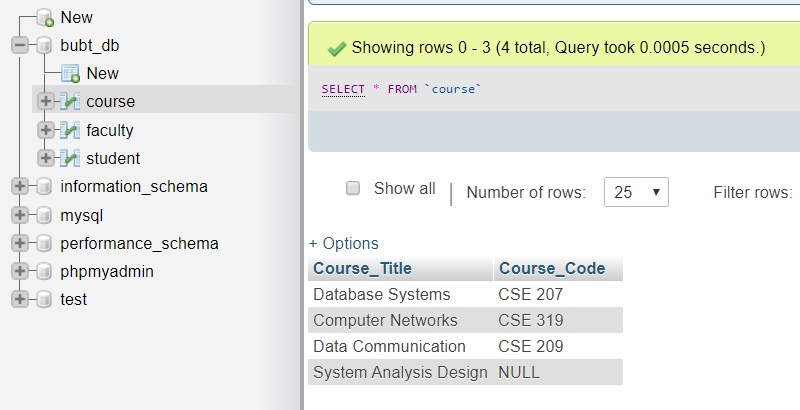 New
bubt_db
New
course
faculty
student
information_schema
mysql
performance_schema
phpmyadmin
test
Showing rows 0 - 3 (4 total, Query took 0.0005 seconds.)
SELECT * FROM `course`
Show all | Number of rows: 25 Filter rows:
+ Options
Course_Title Course_Code
Database Systems CSE 207
Computer Networks CSE 319
Data Communication CSE 209
System Analysis Design NULL